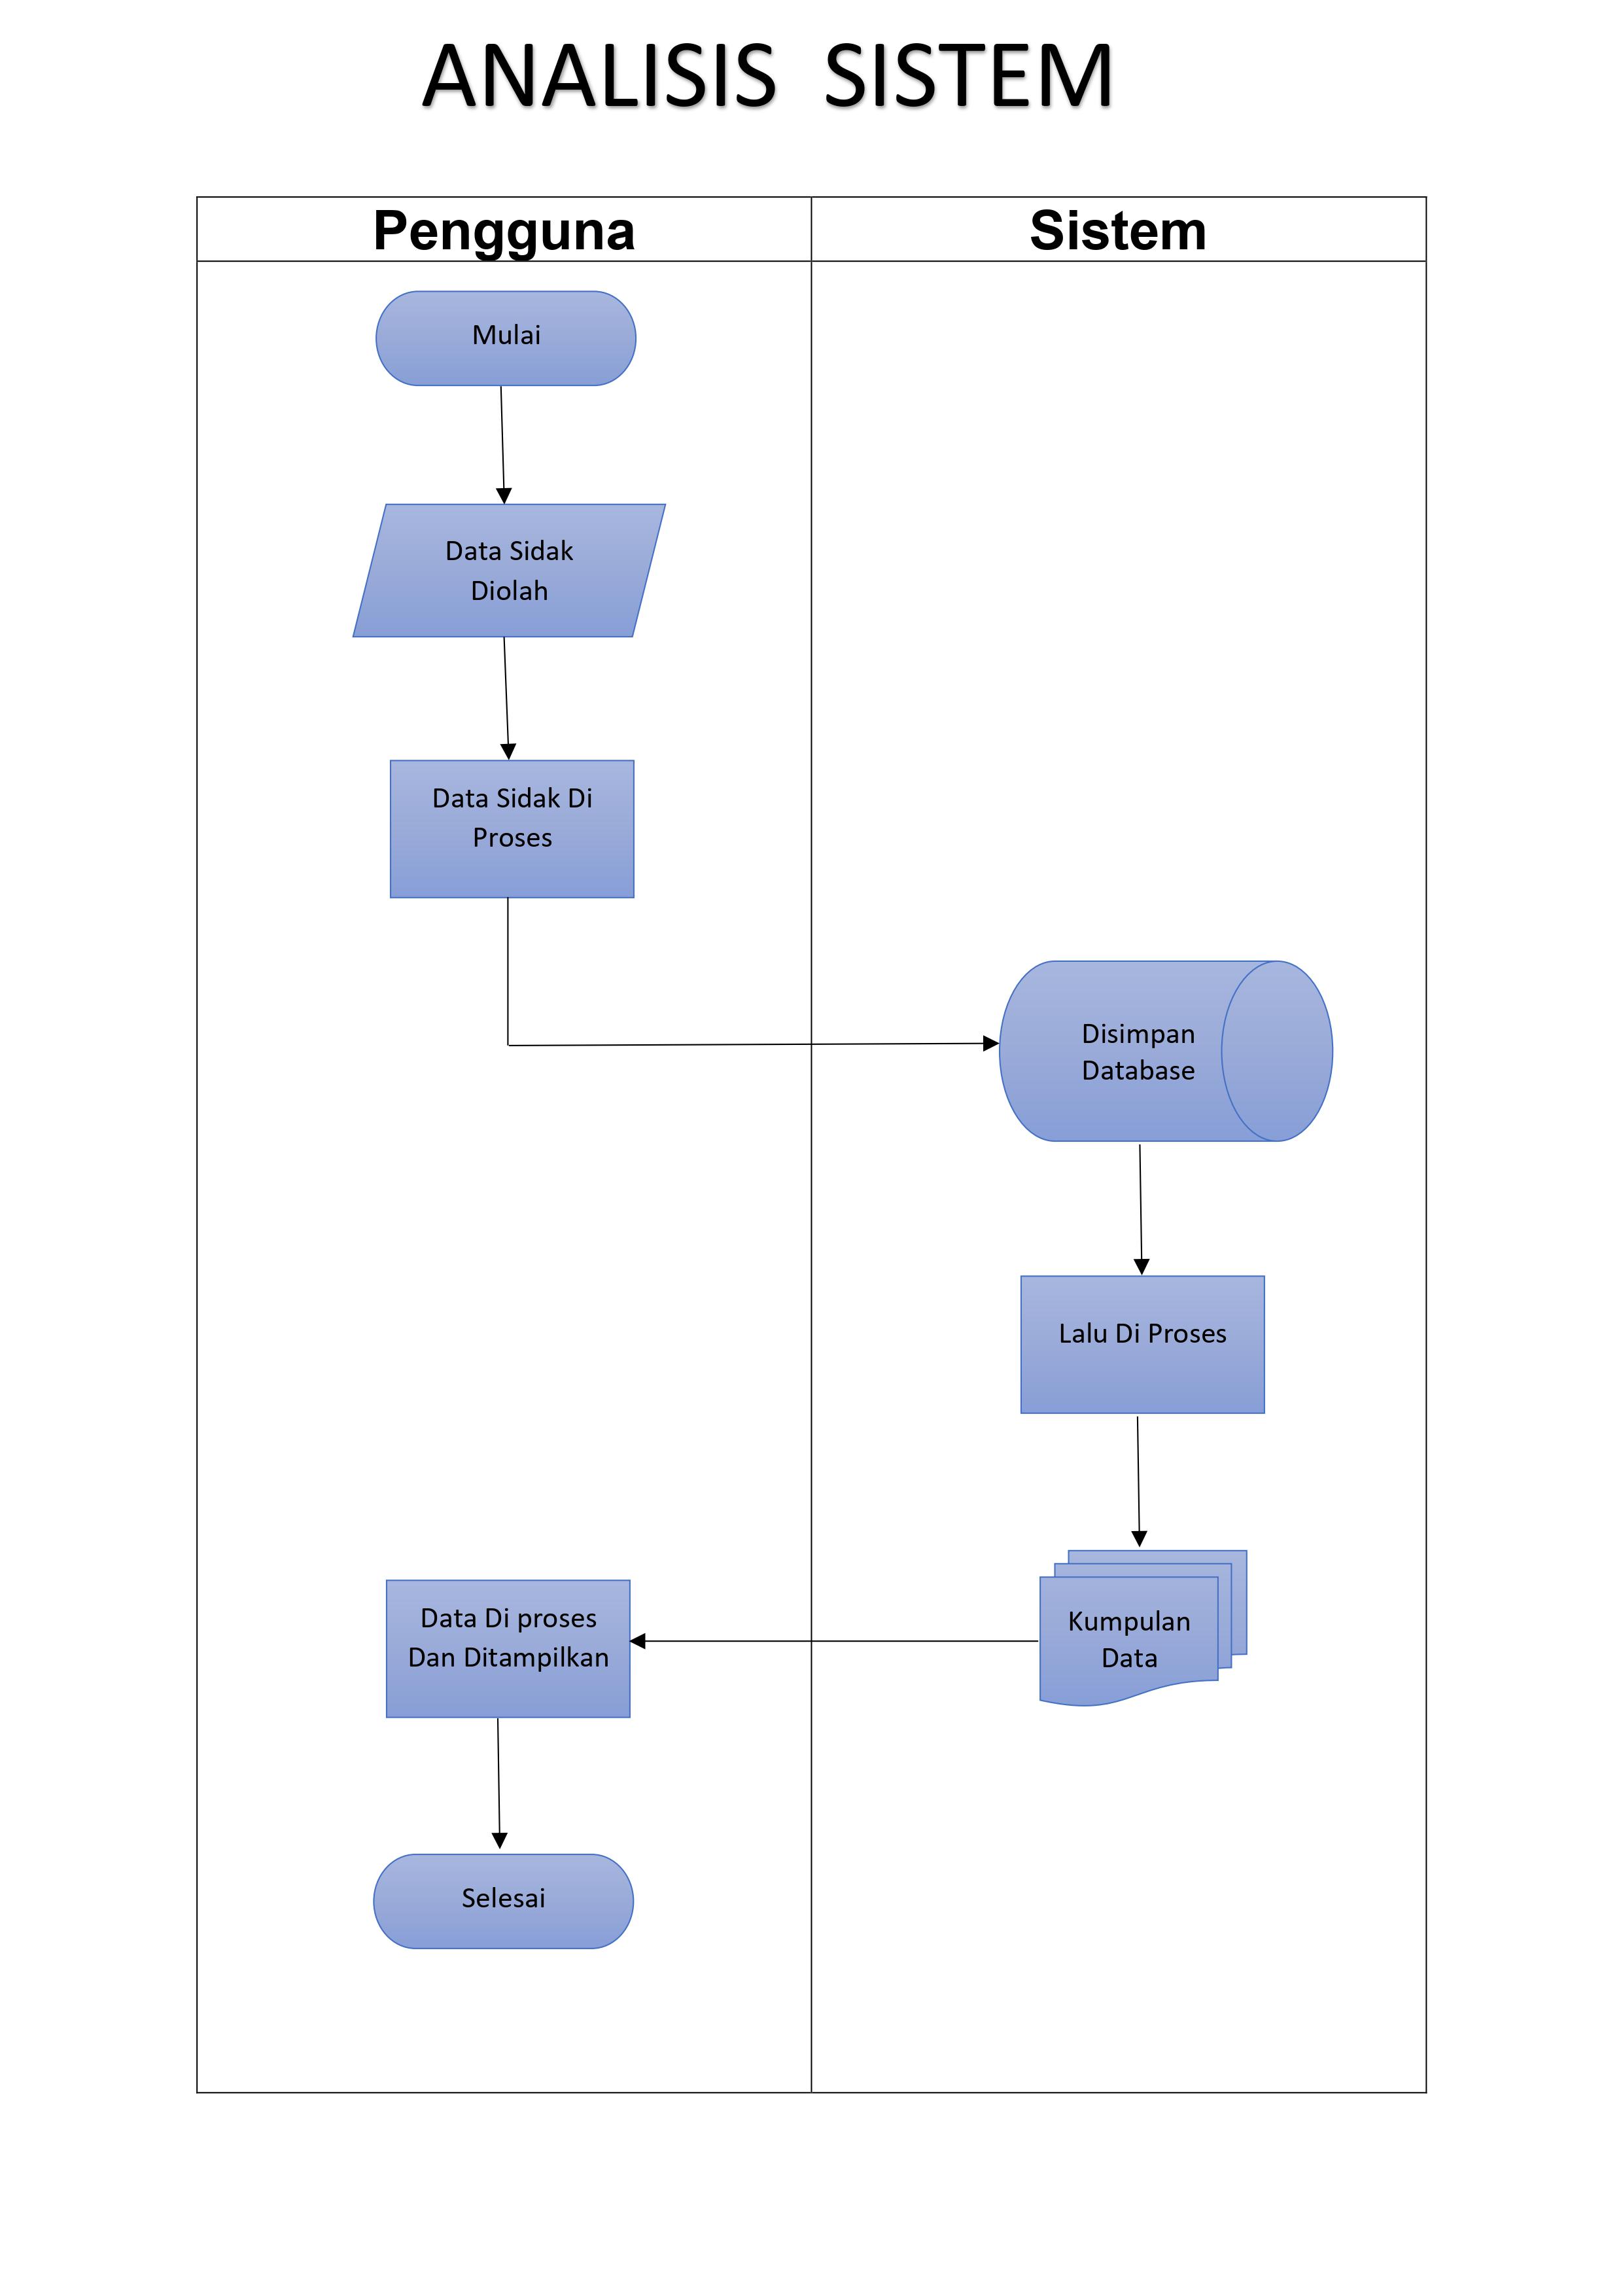 ANALISIS SISTEM
Pengguna
Sistem
Mulai
Data Sidak
Diolah
Data Sidak Di
Proses
Disimpan
Database
Lalu Di Proses
Kumpulan
Data
Data Di proses
Dan Ditampilkan
Selesai